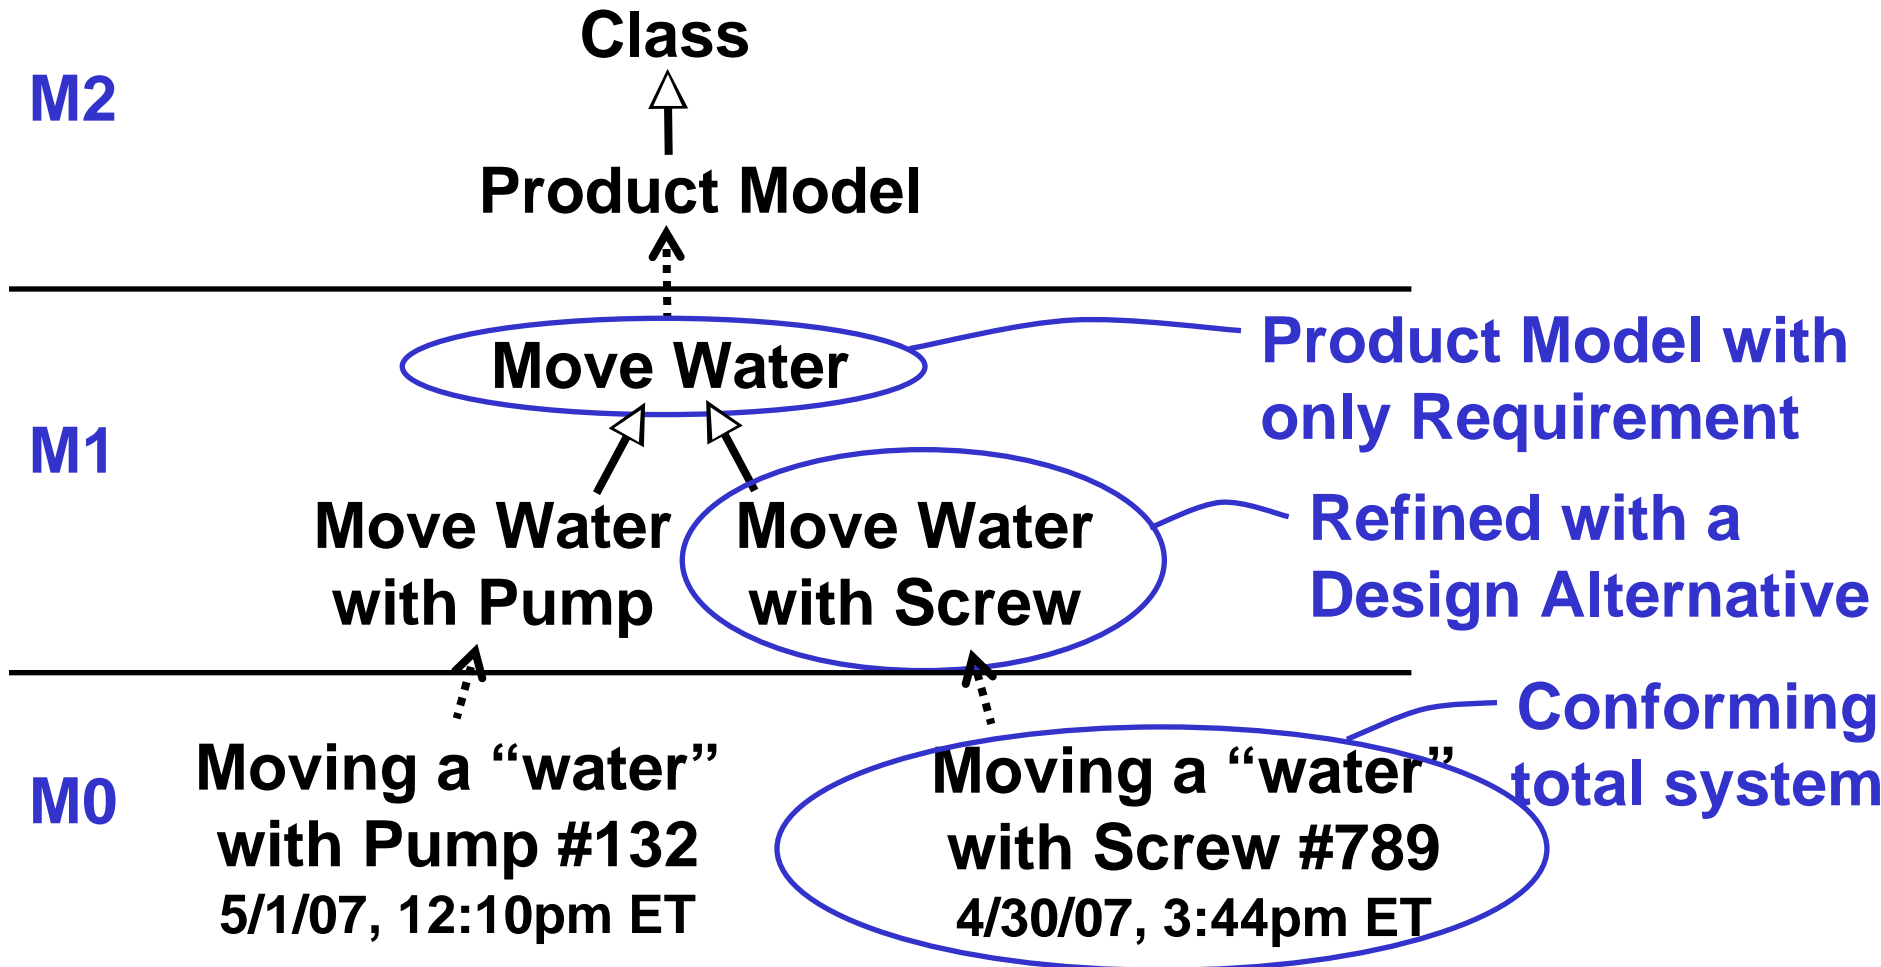 Class
M2
Product Model
Move Water
Product Model with
only Requirement
M1
Move Water
with Pump
Move Water
with Screw
Refined with a
Design Alternative
Conforming
total system
M0
Moving a “water”
with Pump #132
5/1/07, 12:10pm ET
Moving a “water”
with Screw #789
4/30/07, 3:44pm ET